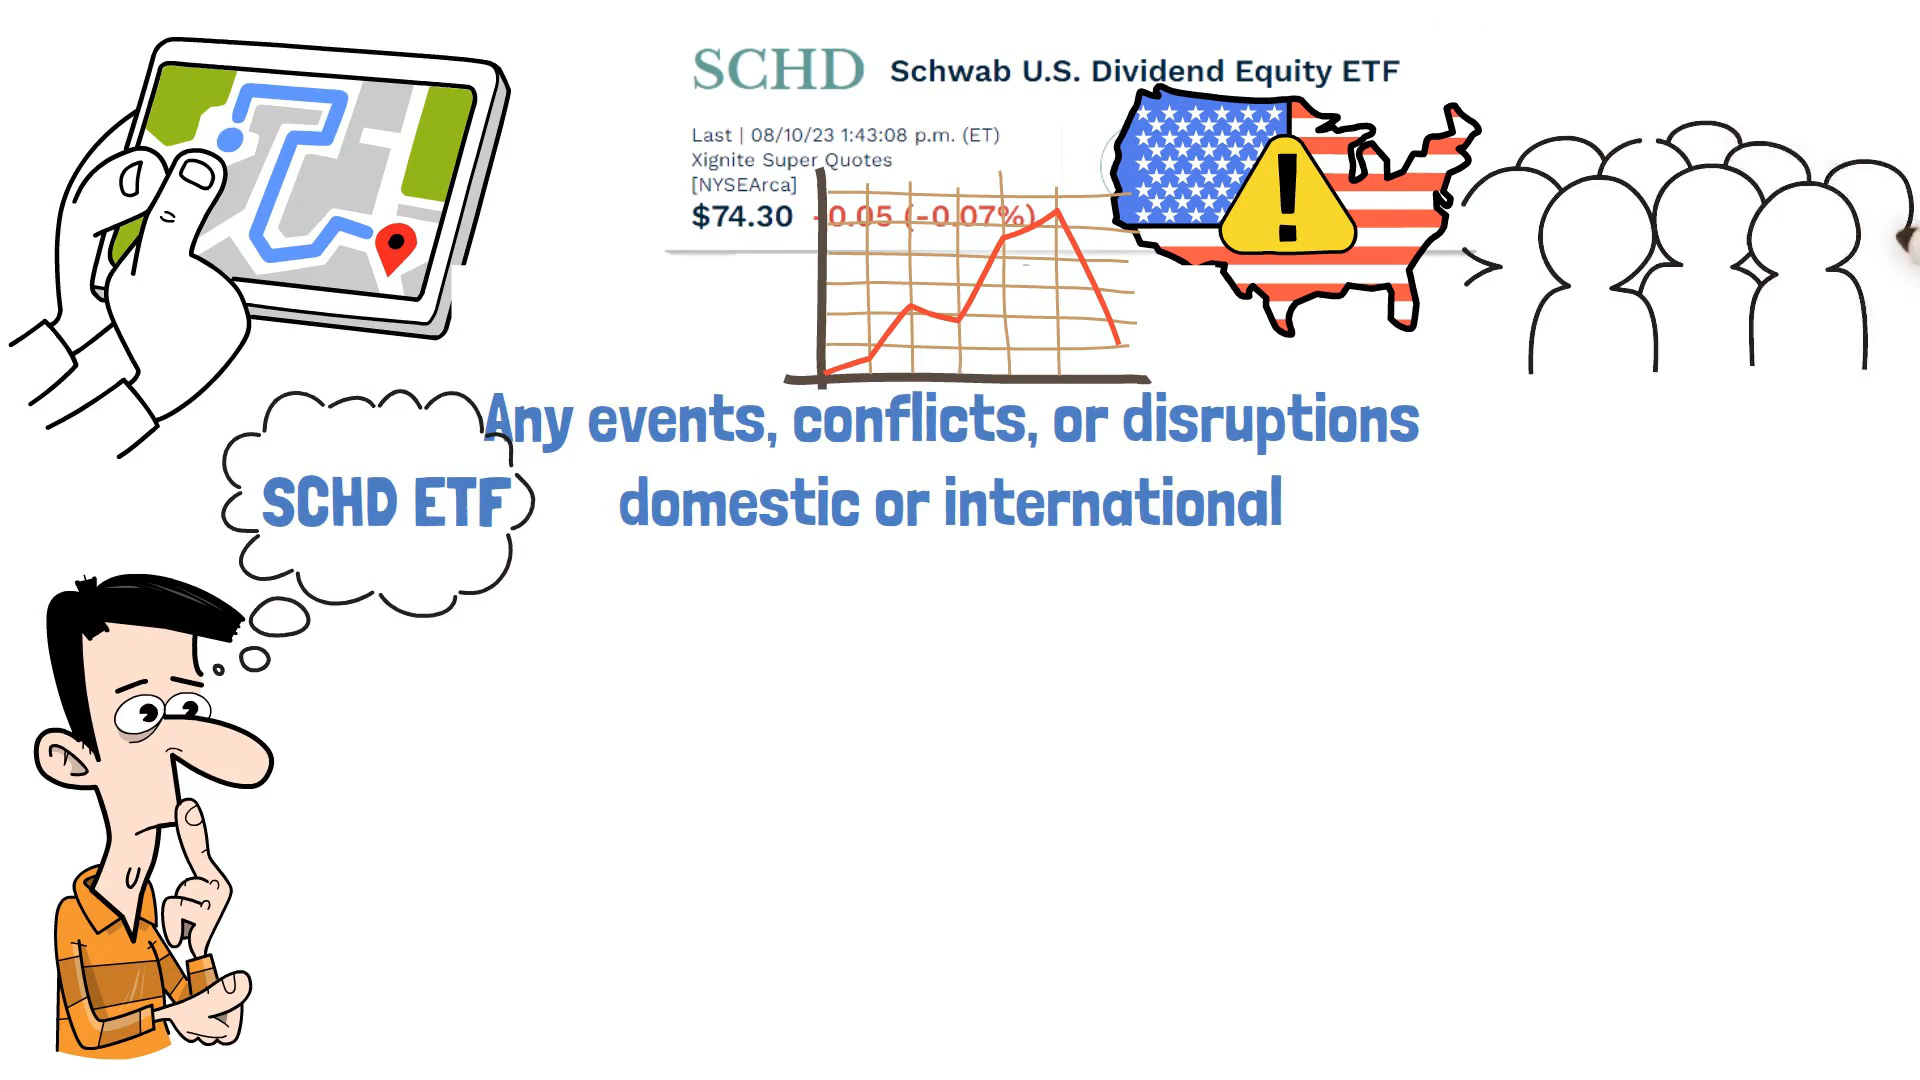 SCHD Schwab U.S. Dividend Equity ETF
Last | 08/10/23 1:43:08 p.m. (ET)
Xignite Super Quotes
[NYSEArca]
$74.30 -0.05 (-0.07%)
Any events, conflicts, or disruptions
domestic or international
SCHD ETF